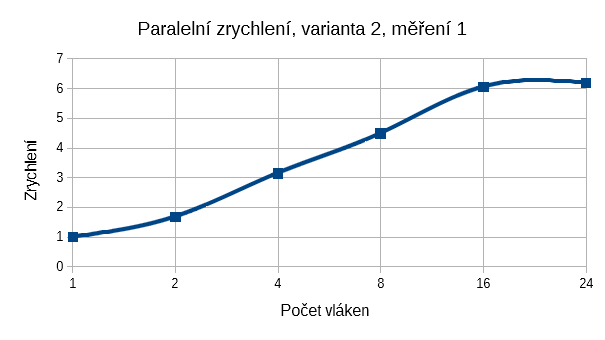 Paralelní zrychlení, varianta 2, měření 1
7
6
5
4
3
2
1
0
Zrychlení
1 2 4 8 16 24
Počet vláken